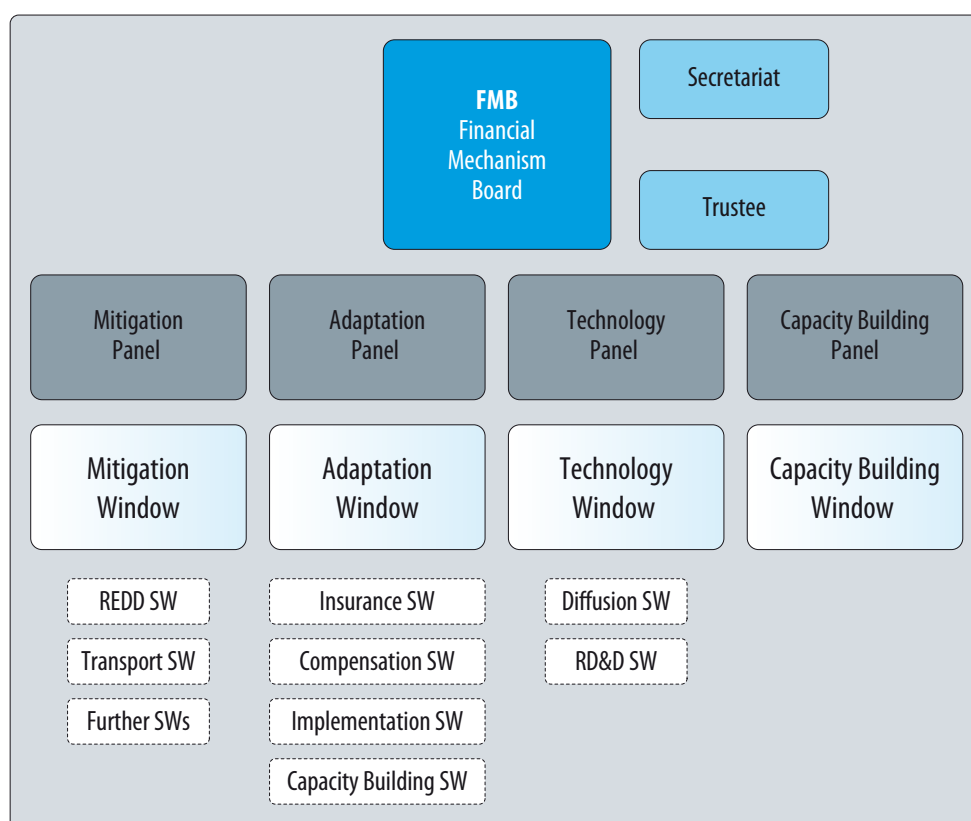 FMB
Financial
Mechanism
Board
Secretariat
Trustee
Mitigation
Panel
Adaptation
Panel
Technology
Panel
Capacity Building
Panel
Mitigation
Window
Adaptation
Window
Technology
Window
Capacity Building
Window
REDD SW
Transport SW
Further SWs
Insurance SW
Compensation SW
Implementation SW
Capacity Building SW
Diffusion SW
RD&D SW